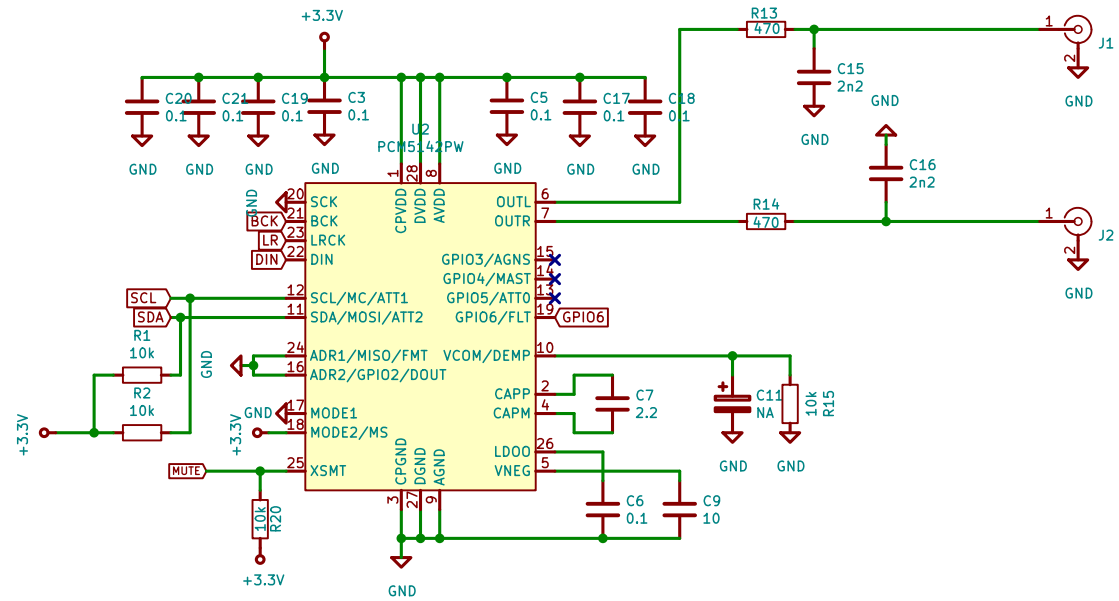 +3.3V
R13
470
1
2
J1
GND
C20
0.1
C21
0.1
C19
0.1
C3
0.1
C5
0.1
C17
0.1
C18
0.1
C15
2n2
GND
GND
GND
GND
GND
GND
GND
GND
U2
PCM5142PW
GND
C16
2n2
R14
470
1
2
J2
GND
1
28
8
CPVDD
DVDD
AVDD
GND
20
SCK
BCK
21
BCK
LR
23
LRCK
DIN
22
DIN
SCL
12
SCL/MC/ATT1
SDA
11
SDA/MOSI/ATT2
24
ADR1/MISO/FMT
16
ADR2/GPIO2/DOUT
GND
GND
17
MODE1
+3.3V
18
MODE2/MS
MUTE
25
XSMT
R1
10k
R2
10k
+3.3V
10k
R20
+3.3V
OUTL
6
OUTR
7
GPIO3/AGNS
15
GPIO4/MAST
14
GPIO5/ATT0
13
GPIO6/FLT
19
GPIO6
VCOM/DEMP
10
CAPP
2
CAPM
4
LDOO
26
VNEG
5
C7
2.2
C11
NA
10k
R15
GND
GND
CPGND
DGND
AGND
3
27
9
C6
0.1
C9
10
GND